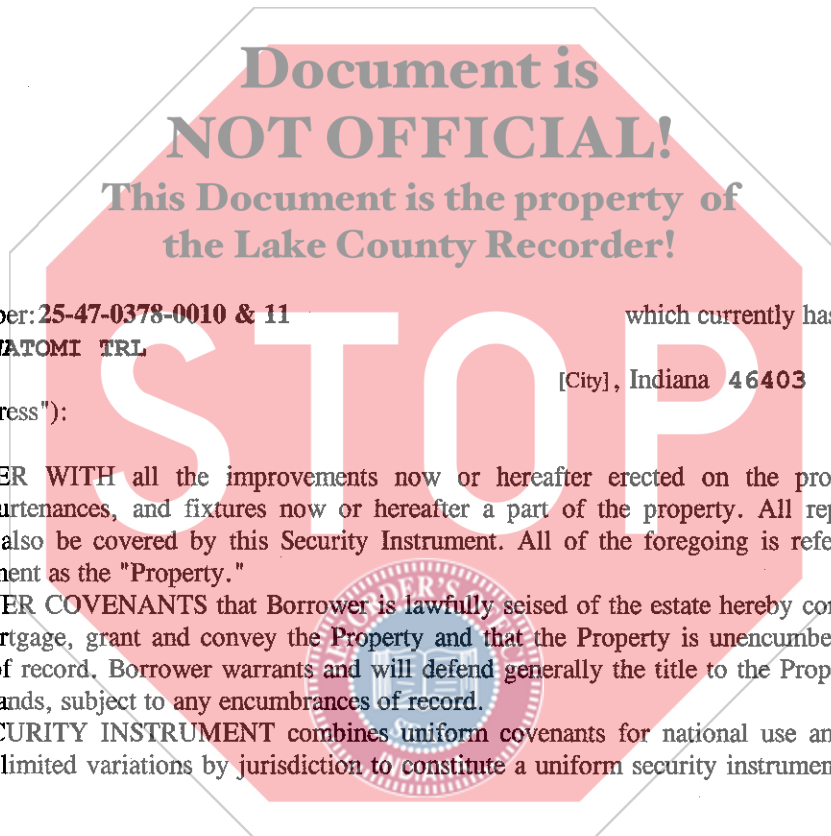 Document is
NOT OFFICIAL!
This Document is the property of
the Lake County Recorder!
ber: 25-47-0378-0010 & 11 which currently has
NATOMI TRL
[City], Indiana 46403
ress"):
STOP
ER WITH all the improvements now or hereafter erected on the pro
urtenances, and fixtures now or hereafter a part of the property. All rep
also be covered by this Security Instrument. All of the foregoing is refe
ment as the "Property."
ER COVENANTS that Borrower is lawfully seised of the estate hereby con
rtgage, grant and convey the Property and that the Property is unencumbe
of record. Borrower warrants and will defend generally the title to the Prop
ands, subject to any encumbrances of record.
CURITY INSTRUMENT combines uniform covenants for national use an
limited variations by jurisdiction to constitute a uniform security instrumen